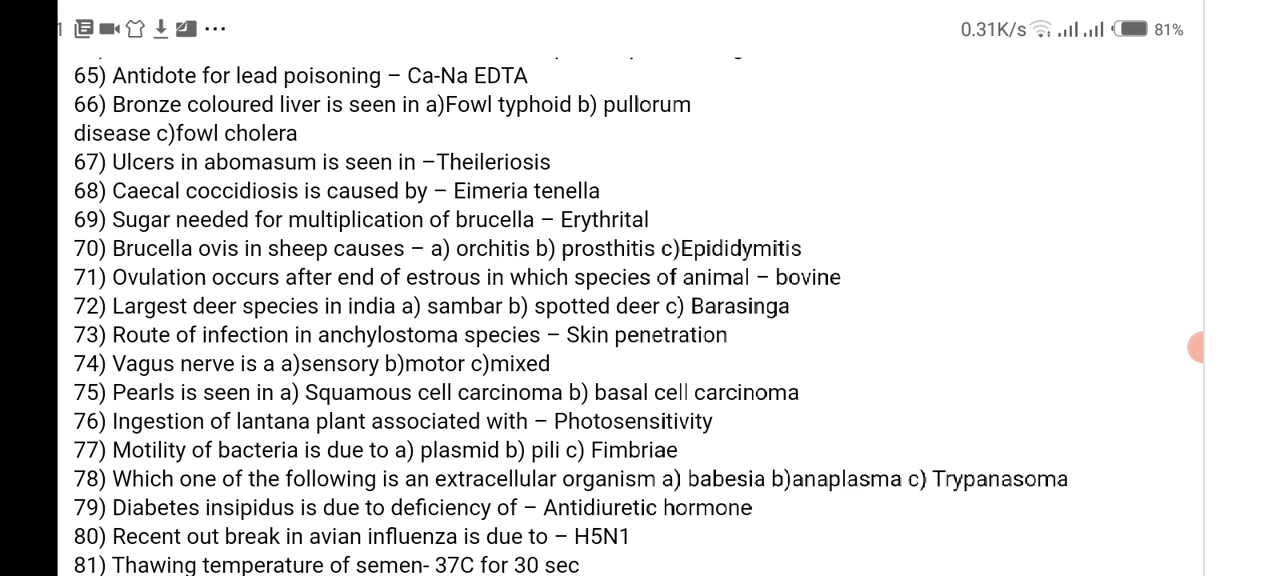 1 ... 0.31K/s 81%
65) Antidote for lead poisoning – Ca-Na EDTA
66) Bronze coloured liver is seen in a)Fowl typhoid b) pullorum
disease c)fowl cholera
67) Ulcers in abomasum is seen in –Theileriosis
68) Caecal coccidiosis is caused by – Eimeria tenella
69) Sugar needed for multiplication of brucella – Erythrital
70) Brucella ovis in sheep causes – a) orchitis b) prosthitis c)Epididymitis
71) Ovulation occurs after end of estrous in which species of animal – bovine
72) Largest deer species in india a) sambar b) spotted deer c) Barasinga
73) Route of infection in anchylostoma species – Skin penetration
74) Vagus nerve is a a)sensory b)motor c)mixed
75) Pearls is seen in a) Squamous cell carcinoma b) basal cell carcinoma
76) Ingestion of lantana plant associated with – Photosensitivity
77) Motility of bacteria is due to a) plasmid b) pili c) Fimbriae
78) Which one of the following is an extracellular organism a) babesia b)anaplasma c) Trypanasoma
79) Diabetes insipidus is due to deficiency of – Antidiuretic hormone
80) Recent out break in avian influenza is due to – H5N1
81) Thawing temperature of semen- 37C for 30 sec